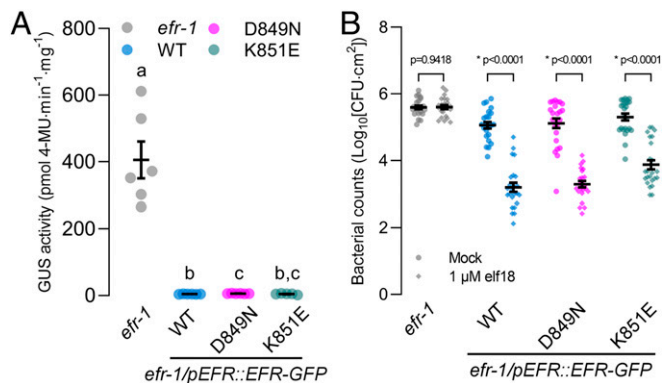 A
efr-1
D849N
WT
K851E
GUS activity (pmol 4-MU·min⁻¹·mg⁻¹)
800
600
400
200
0
a
b
c
b,c
efr-1
WT
D849N
K851E
efr-1/pEFR::EFR-GFP
B
Bacterial counts (Log₁₀[CFU·cm²])
8
6
4
2
0
p=0.9418
* p<0.0001
* p<0.0001
* p<0.0001
Mock
1 µM elf18
efr-1
WT
D849N
K851E
efr-1/pEFR::EFR-GFP